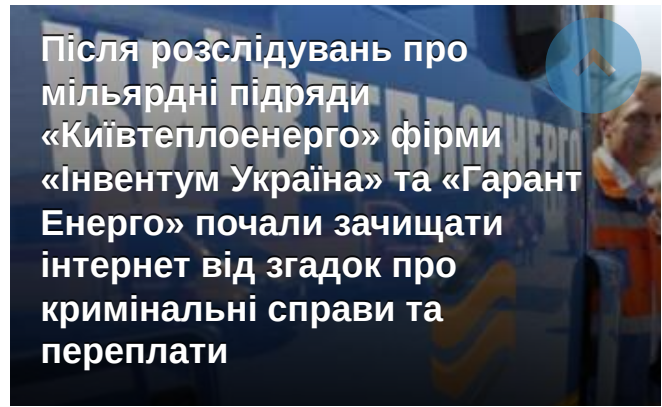 Після розслідувань про
мільярдні підряди
«Київтеплоенерго» фірми
«Інвентум Україна» та «Гарант
Енерго» почали зачищати
інтернет від згадок про
кримінальні справи та
переплати
КИЇВТЕПЛОЕНЕРГО